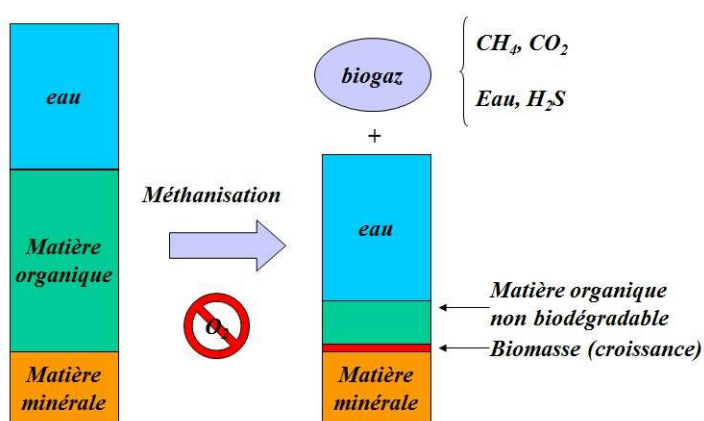 eau
Matière
organique
Matière
minérale
Méthanisation
O₂
biogaz
CH₄, CO₂
Eau, H₂S
+
eau
Matière
minérale
Matière organique
non biodégradable
Biomasse (croissance)